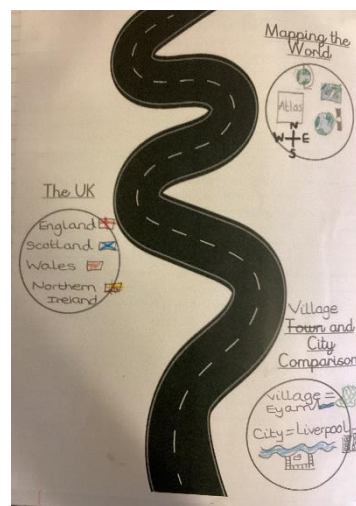 Mapping the
World
Atlas
N
W E
S
The UK
England
Scotland
Wales
Northern
Ireland
Village
Town and
City
Comparison
Village =
Eyam
City = Liverpool